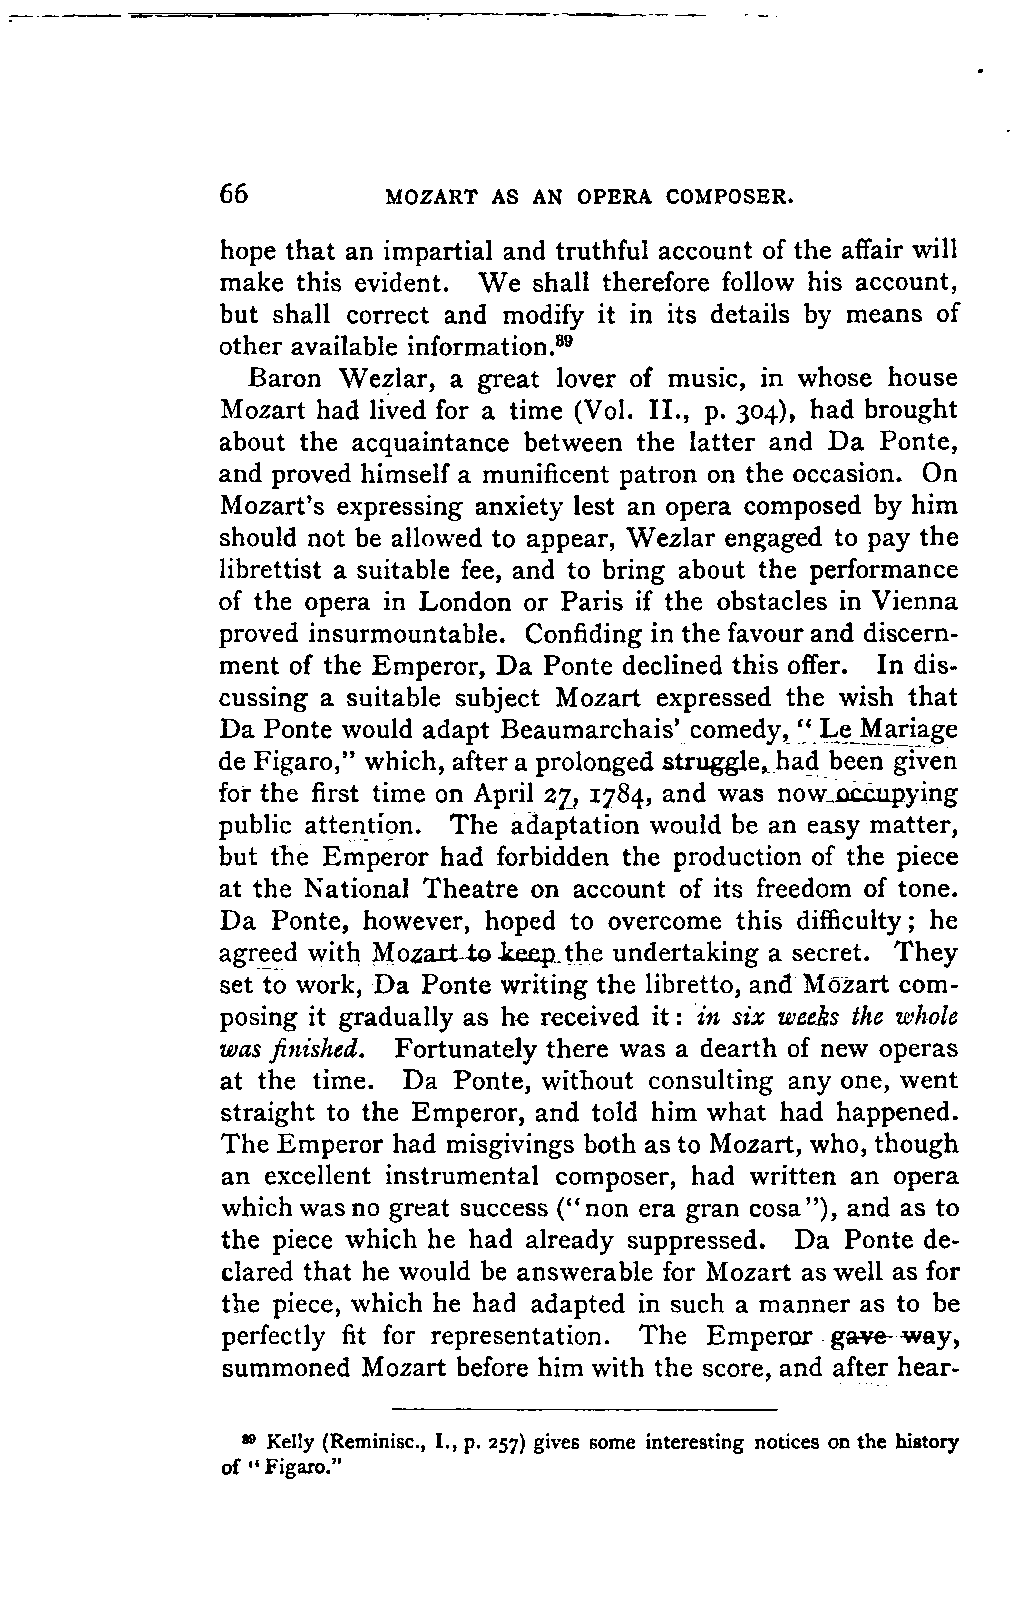 66 MOZART AS AN OPERA COMPOSER.
hope that an impartial and truthful account of the affair will
make this evident. We shall therefore follow his account,
but shall correct and modify it in its details by means of
other available information.⁸⁹
Baron Wezlar, a great lover of music, in whose house
Mozart had lived for a time (Vol. II., p. 304), had brought
about the acquaintance between the latter and Da Ponte,
and proved himself a munificent patron on the occasion. On
Mozart's expressing anxiety lest an opera composed by him
should not be allowed to appear, Wezlar engaged to pay the
librettist a suitable fee, and to bring about the performance
of the opera in London or Paris if the obstacles in Vienna
proved insurmountable. Confiding in the favour and discern-
ment of the Emperor, Da Ponte declined this offer. In dis-
cussing a suitable subject Mozart expressed the wish that
Da Ponte would adapt Beaumarchais' comedy, "Le Mariage
de Figaro," which, after a prolonged struggle, had been given
for the first time on April 27, 1784, and was now occupying
public attention. The adaptation would be an easy matter,
but the Emperor had forbidden the production of the piece
at the National Theatre on account of its freedom of tone.
Da Ponte, however, hoped to overcome this difficulty; he
agreed with Mozart to keep the undertaking a secret. They
set to work, Da Ponte writing the libretto, and Mozart com-
posing it gradually as he received it: in six weeks the whole
was finished. Fortunately there was a dearth of new operas
at the time. Da Ponte, without consulting any one, went
straight to the Emperor, and told him what had happened.
The Emperor had misgivings both as to Mozart, who, though
an excellent instrumental composer, had written an opera
which was no great success ("non era gran cosa"), and as to
the piece which he had already suppressed. Da Ponte de-
clared that he would be answerable for Mozart as well as for
the piece, which he had adapted in such a manner as to be
perfectly fit for representation. The Emperor gave way,
summoned Mozart before him with the score, and after hear-
⁸⁹ Kelly (Reminisc., I., p. 257) gives some interesting notices on the history
of "Figaro."